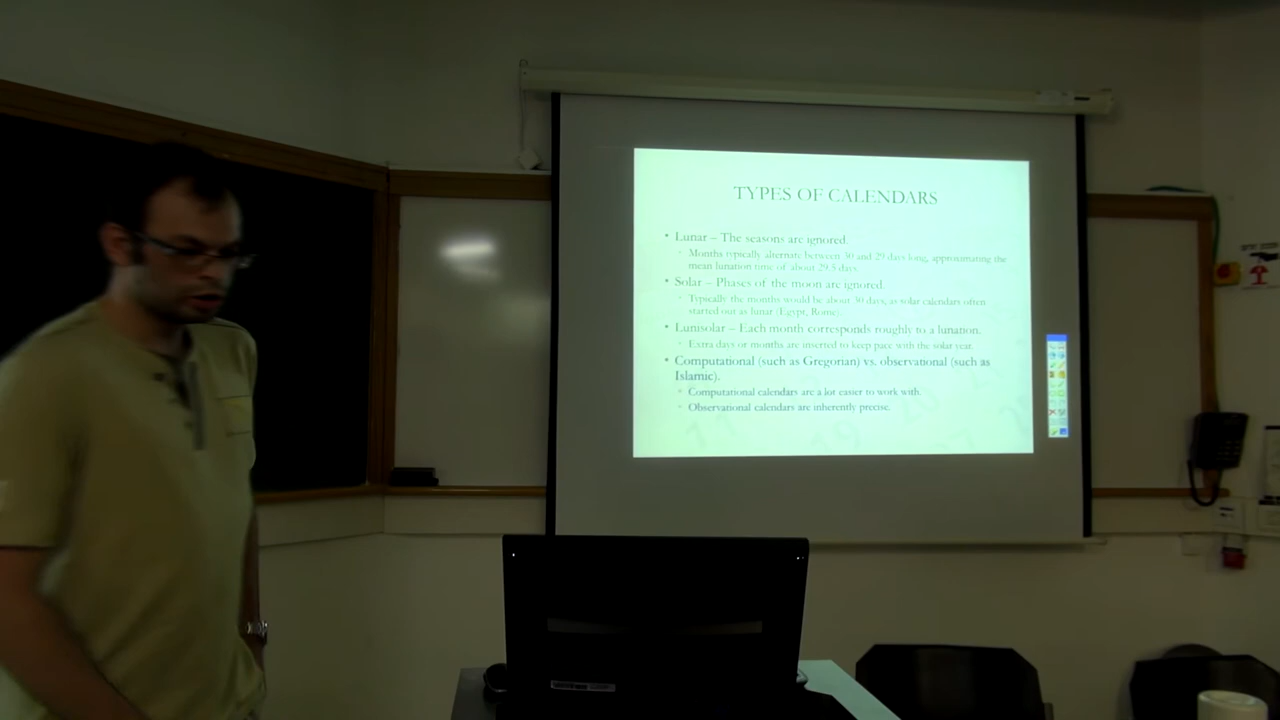 TYPES OF CALENDARS
• Lunar – The seasons are ignored.
Months typically alternate between 30 and 29 days long, approximating the
mean lunation time of about 29.5 days.
• Solar – Phases of the moon are ignored.
Typically the months would be about 30 days, as solar calendars often
started out as lunar (Egypt, Rome).
• Lunisolar – Each month corresponds roughly to a lunation.
Extra days or months are inserted to keep pace with the solar year.
• Computational (such as Gregorian) vs. observational (such as
Islamic).
Computational calendars are a lot easier to work with.
Observational calendars are inherently precise.